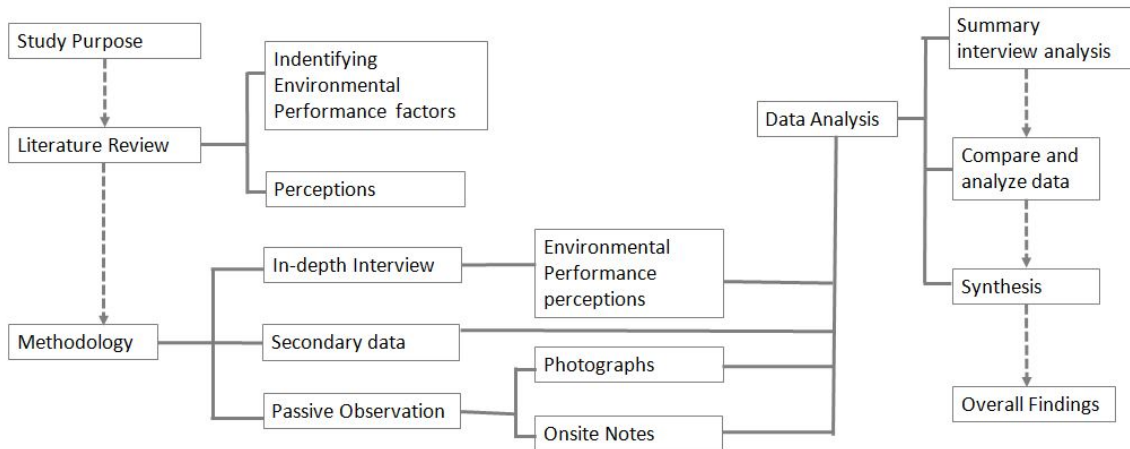 Study Purpose
Literature Review
Indentifying
Environmental
Performance factors
Perceptions
Methodology
In-depth Interview
Secondary data
Passive Observation
Environmental
Performance
perceptions
Photographs
Onsite Notes
Data Analysis
Summary
interview analysis
Compare and
analyze data
Synthesis
Overall Findings